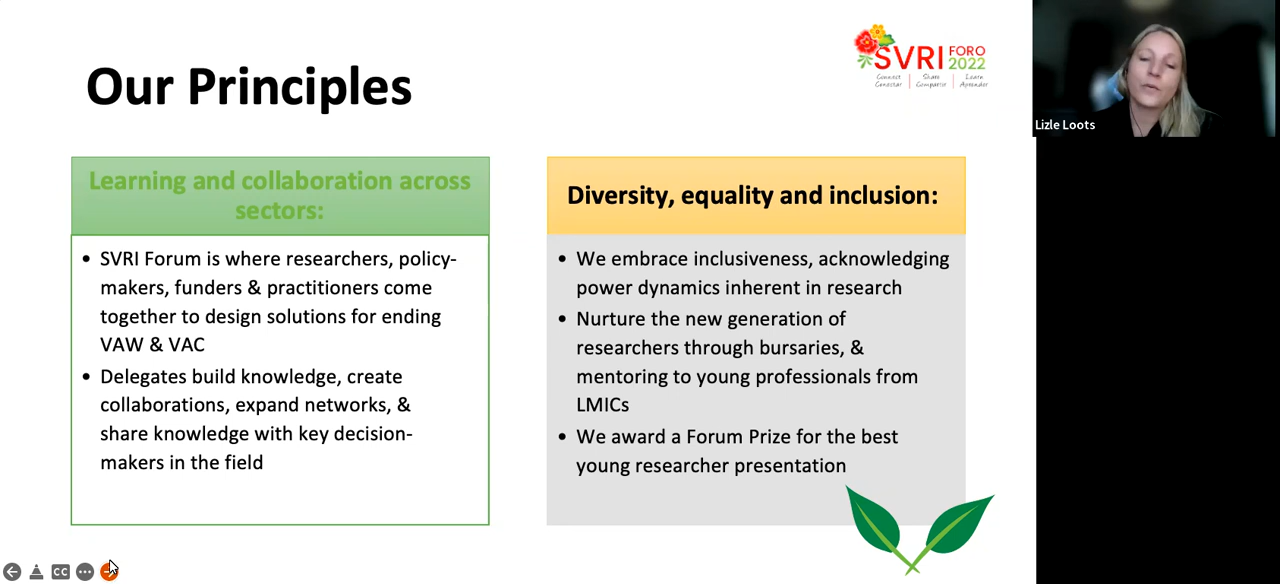 Our Principles
SVRI FORO 2022
Connect | Share | Learn
Conectar | Compartir | Aprender
Lizle Loots
Learning and collaboration across
sectors:
• SVRI Forum is where researchers, policy-
makers, funders & practitioners come
together to design solutions for ending
VAW & VAC
• Delegates build knowledge, create
collaborations, expand networks, &
share knowledge with key decision-
makers in the field
Diversity, equality and inclusion:
• We embrace inclusiveness, acknowledging
power dynamics inherent in research
• Nurture the new generation of
researchers through bursaries, &
mentoring to young professionals from
LMICs
• We award a Forum Prize for the best
young researcher presentation
CC